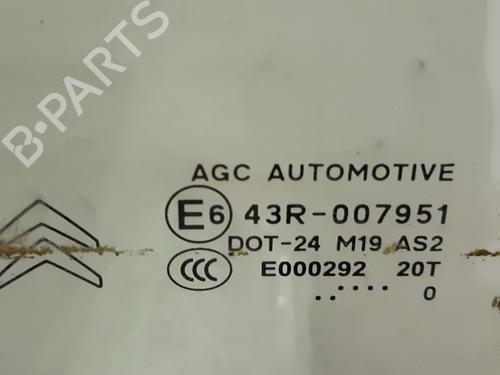 B-PARTS
AGC AUTOMOTIVE
E6 43R-007951
DOT-24 M19 AS2
CCC E000292 20T
..····· 0